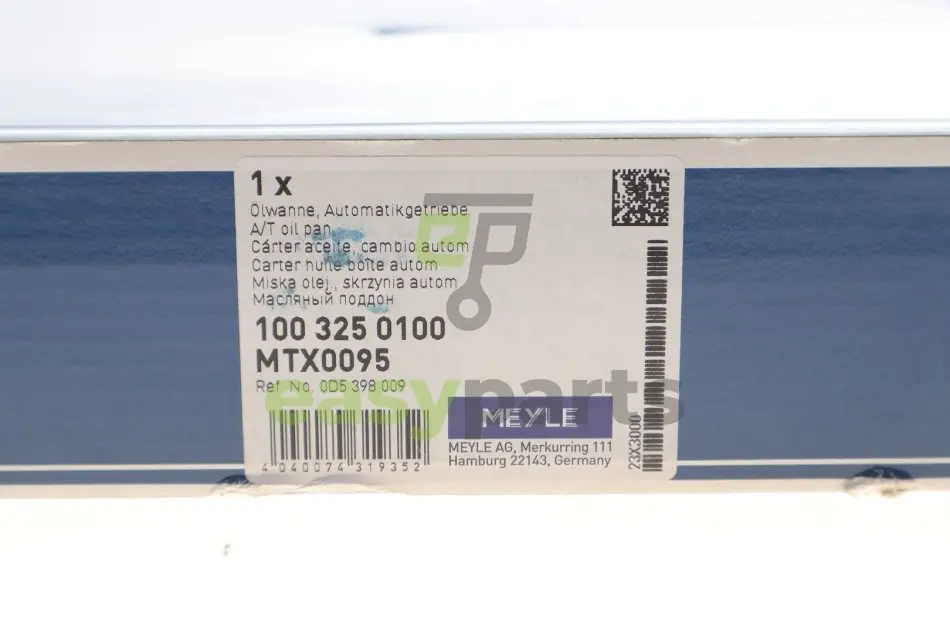 1 x
Ölwanne, Automatikgetriebe
A/T oil pan
Cárter aceite, cambio autom.
Carter huile boîte autom.
Miska olej., skrzynia autom
Масляный поддон
100 325 0100
MTX0095
Ref. No. 0D5 398 009
4 040074 319352
MEYLE
MEYLE AG, Merkurring 111
Hamburg 22143, Germany
23X3000
ep
easyparts